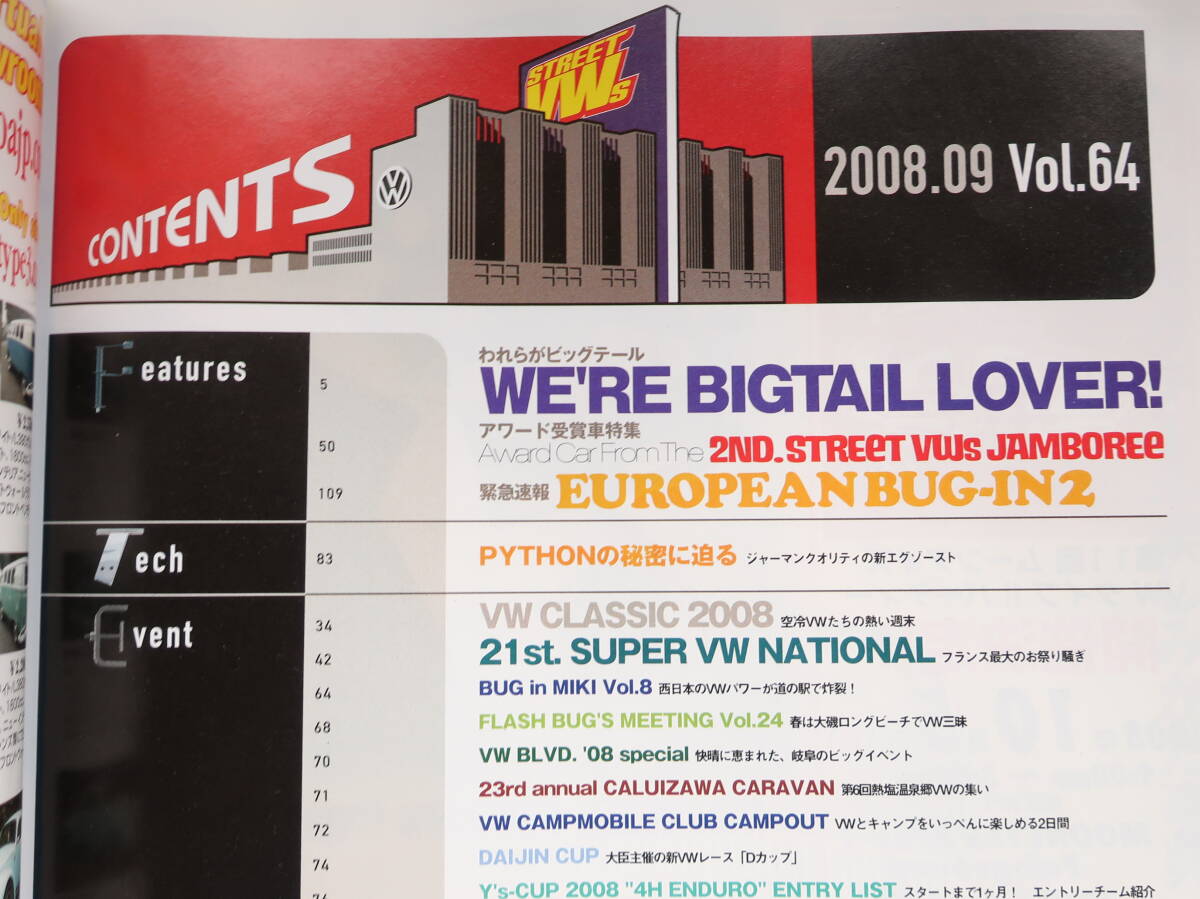 STREET
VWs
CONTENTS
2008.09 Vol.64
Features
5
われらがビッグテール
WE'RE BIGTAIL LOVER!
50
アワード受賞車特集
Award Car From The 2ND. STREET VWs JAMBOREE
109
緊急速報 EUROPEAN BUG-IN 2
Tech
83
PYTHONの秘密に迫る ジャーマンクオリティの新エグゾースト
Event
34
VW CLASSIC 2008 空冷VWたちの熱い週末
42
21st. SUPER VW NATIONAL フランス最大のお祭り騒ぎ
64
BUG in MIKI Vol.8 西日本のVWパワーが道の駅で炸裂!
68
FLASH BUG'S MEETING Vol.24 春は大磯ロングビーチでVW三昧
70
VW BLVD. '08 special 快晴に恵まれた、岐阜のビッグイベント
71
23rd annual CALUIZAWA CARAVAN 第6回熱塩温泉郷VWの集い
72
VW CAMPMOBILE CLUB CAMPOUT VWとキャンプをいっぺんに楽しめる2日間
74
DAIJIN CUP 大臣主催の新VWレース「Dカップ」
76
Y's-CUP 2008 "4H ENDURO" ENTRY LIST スタートまで1ヶ月! エントリーチーム紹介